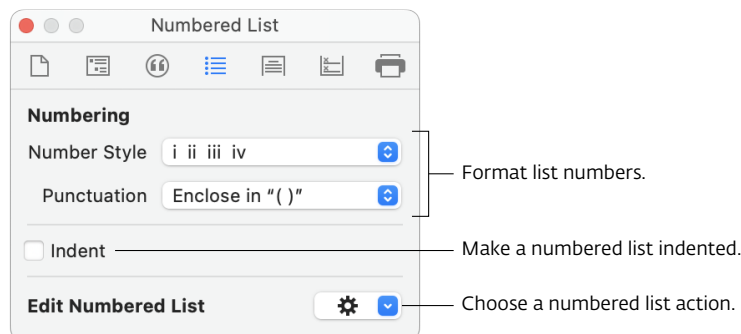 Numbered List
Numbering
Number Style i ii iii iv
Format list numbers.
Punctuation Enclose in “( )”
Indent
Make a numbered list indented.
Edit Numbered List
Choose a numbered list action.